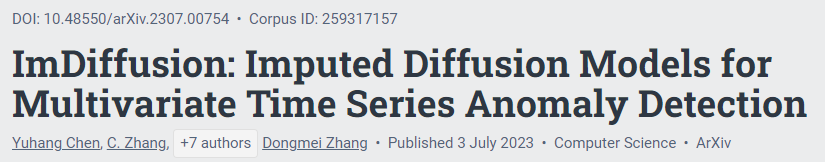 DOI: 10.48550/arXiv.2307.00754 • Corpus ID: 259317157
ImDiffusion: Imputed Diffusion Models for
Multivariate Time Series Anomaly Detection
Yuhang Chen, C. Zhang, +7 authors Dongmei Zhang • Published 3 July 2023 • Computer Science • ArXiv